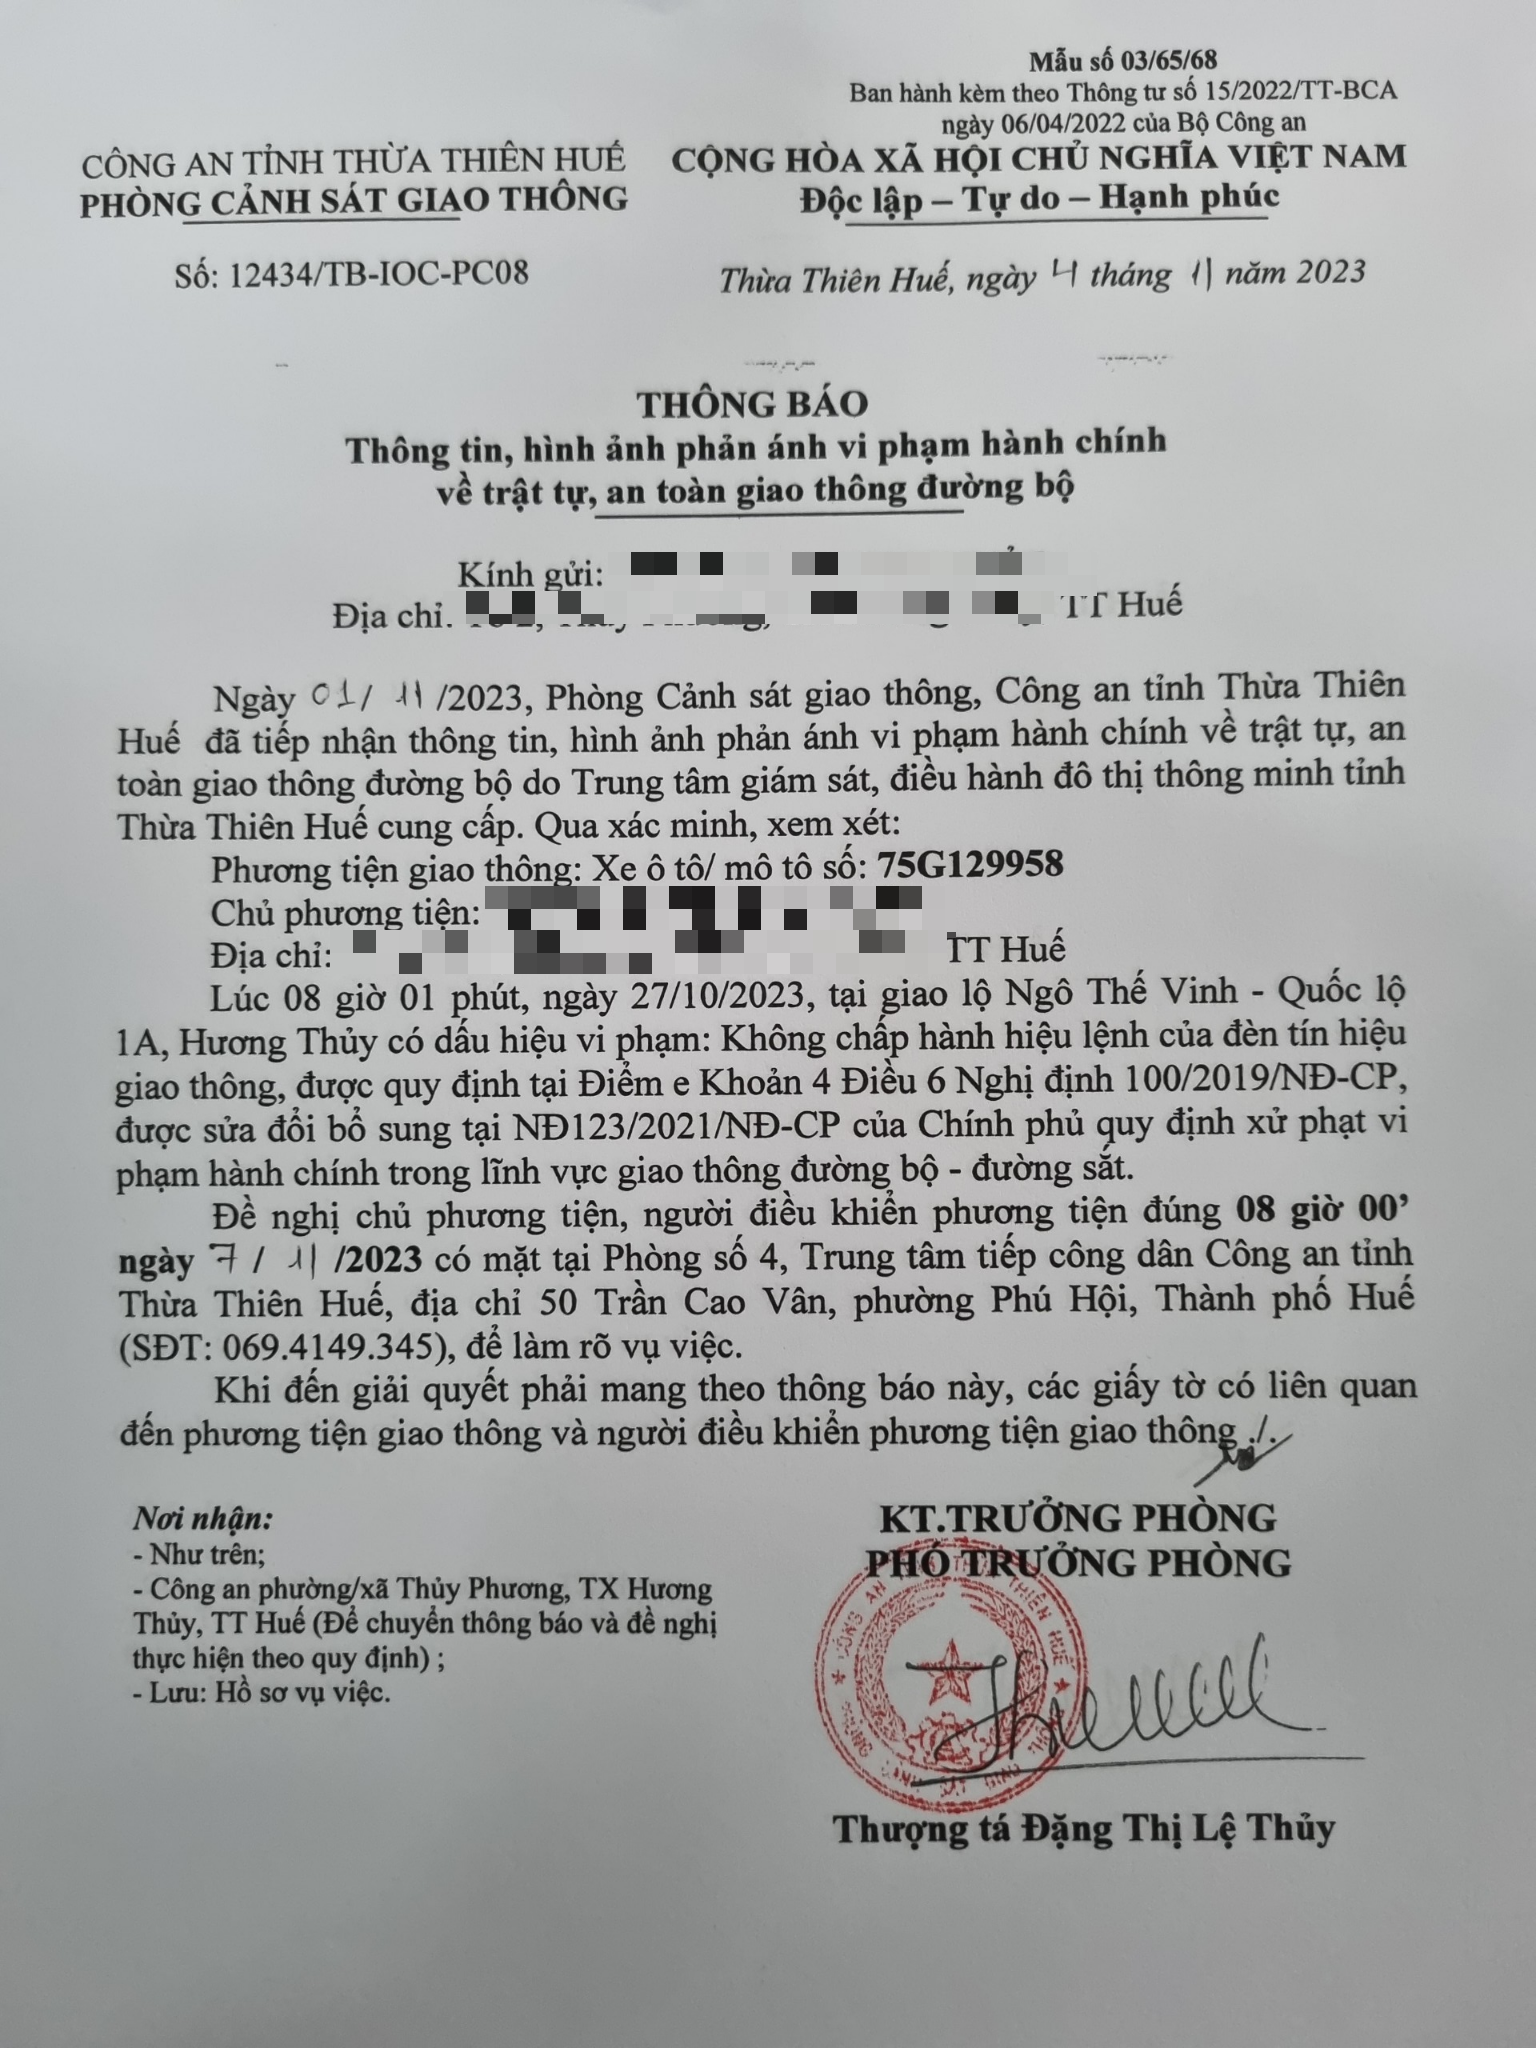 Mẫu số 03/65/68
Ban hành kèm theo Thông tư số 15/2022/TT-BCA
ngày 06/04/2022 của Bộ Công an
CÔNG AN TỈNH THỪA THIÊN HUẾ
PHÒNG CẢNH SÁT GIAO THÔNG
CỘNG HÒA XÃ HỘI CHỦ NGHĨA VIỆT NAM
Độc lập – Tự do – Hạnh phúc
Số: 12434/TB-IOC-PC08
Thừa Thiên Huế, ngày 4 tháng 11 năm 2023
THÔNG BÁO
Thông tin, hình ảnh phản ánh vi phạm hành chính
về trật tự, an toàn giao thông đường bộ
Kính gửi:
Địa chỉ: TT Huế
Ngày 01/ 11 /2023, Phòng Cảnh sát giao thông, Công an tỉnh Thừa Thiên
Huế đã tiếp nhận thông tin, hình ảnh phản ánh vi phạm hành chính về trật tự, an
toàn giao thông đường bộ do Trung tâm giám sát, điều hành đô thị thông minh tỉnh
Thừa Thiên Huế cung cấp. Qua xác minh, xem xét:
Phương tiện giao thông: Xe ô tô/ mô tô số: 75G129958
Chủ phương tiện:
Địa chỉ: TT Huế
Lúc 08 giờ 01 phút, ngày 27/10/2023, tại giao lộ Ngô Thế Vinh - Quốc lộ
1A, Hương Thủy có dấu hiệu vi phạm: Không chấp hành hiệu lệnh của đèn tín hiệu
giao thông, được quy định tại Điểm e Khoản 4 Điều 6 Nghị định 100/2019/NĐ-CP,
được sửa đổi bổ sung tại NĐ123/2021/NĐ-CP của Chính phủ quy định xử phạt vi
phạm hành chính trong lĩnh vực giao thông đường bộ - đường sắt.
Đề nghị chủ phương tiện, người điều khiển phương tiện đúng 08 giờ 00’
ngày 7 / 11 /2023 có mặt tại Phòng số 4, Trung tâm tiếp công dân Công an tỉnh
Thừa Thiên Huế, địa chỉ 50 Trần Cao Vân, phường Phú Hội, Thành phố Huế
(SĐT: 069.4149.345), để làm rõ vụ việc.
Khi đến giải quyết phải mang theo thông báo này, các giấy tờ có liên quan
đến phương tiện giao thông và người điều khiển phương tiện giao thông ./.
Nơi nhận:
- Như trên;
- Công an phường/xã Thủy Phương, TX Hương
Thủy, TT Huế (Để chuyển thông báo và đề nghị
thực hiện theo quy định) ;
- Lưu: Hồ sơ vụ việc.
KT.TRƯỞNG PHÒNG
PHÓ TRƯỞNG PHÒNG
CÔNG AN TỈNH THỪA THIÊN HUẾ
PHÒNG CẢNH SÁT GIAO THÔNG
Thượng tá Đặng Thị Lệ Thủy